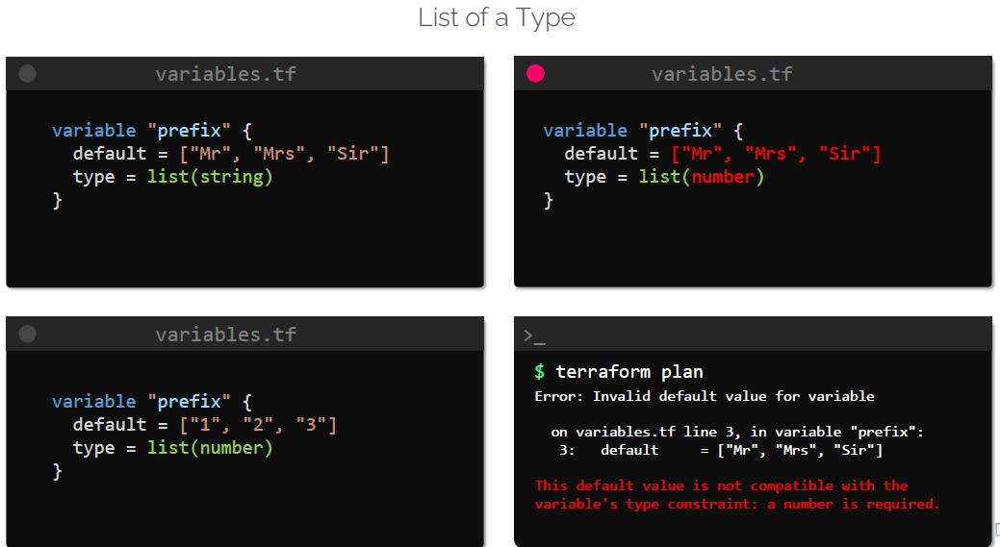 List of a Type
variables.tf
variable "prefix" {
  default = ["Mr", "Mrs", "Sir"]
  type = list(string)
}
variables.tf
variable "prefix" {
  default = ["Mr", "Mrs", "Sir"]
  type = list(number)
}
variables.tf
variable "prefix" {
  default = ["1", "2", "3"]
  type = list(number)
}
>_
$ terraform plan
Error: Invalid default value for variable
  on variables.tf line 3, in variable "prefix":
   3:   default     = ["Mr", "Mrs", "Sir"]
This default value is not compatible with the
variable's type constraint: a number is required.